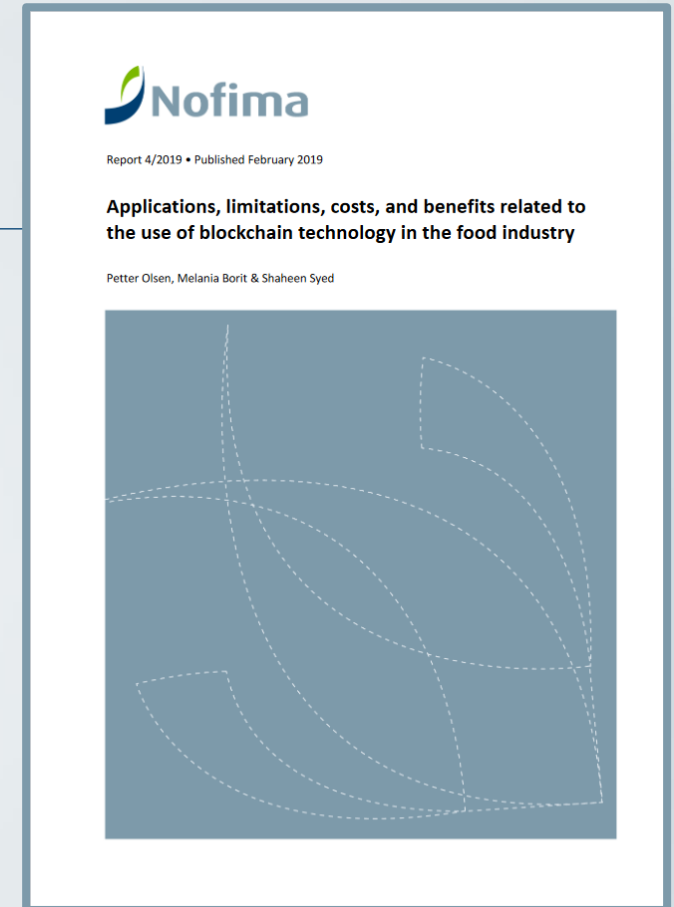 Nofima
Report 4/2019 • Published February 2019
Applications, limitations, costs, and benefits related to
the use of blockchain technology in the food industry
Petter Olsen, Melania Borit & Shaheen Syed